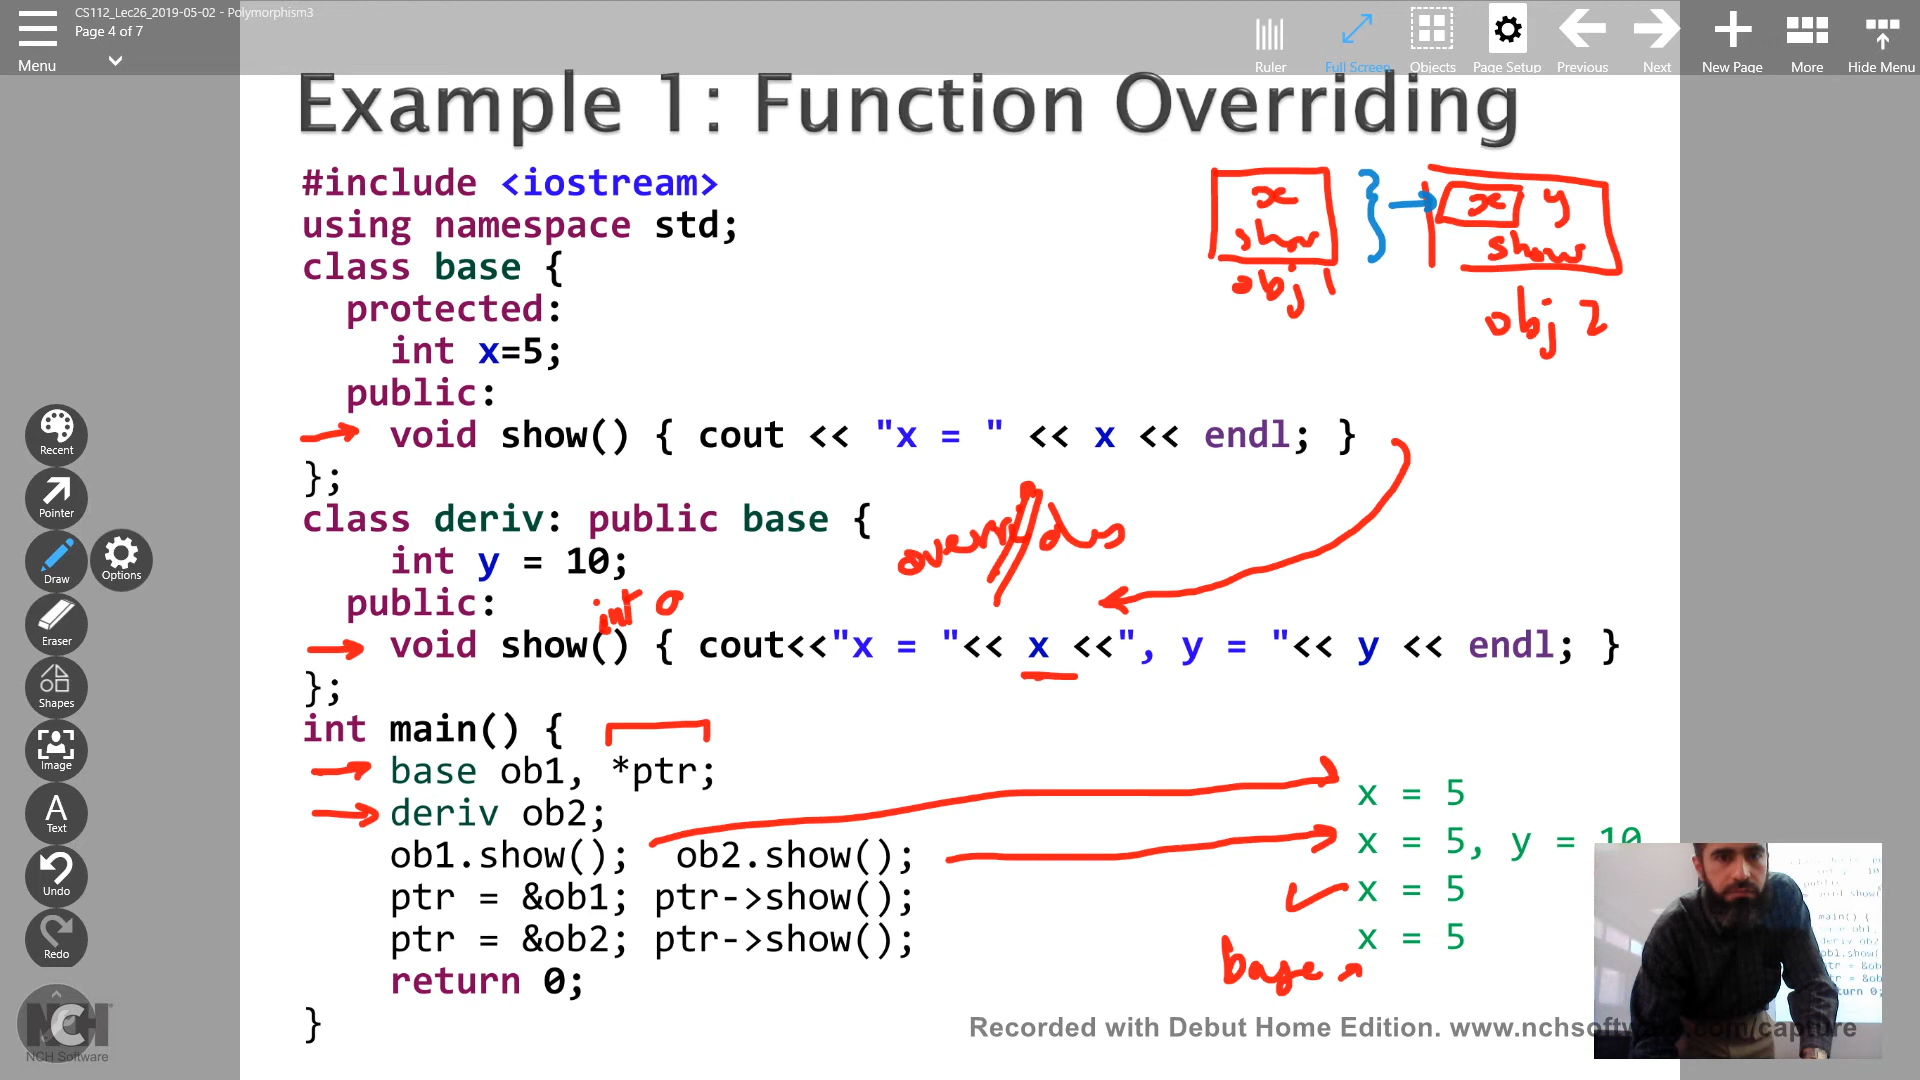 CS112_Lec26_2019-05-02 - Polymorphism3
Page 4 of 7
Menu
Ruler
Full Screen
Objects
Page Setup
Previous
Next
New Page
More
Hide Menu
Example 1: Function Overriding
#include <iostream>
using namespace std;
class base {
protected:
int x=5;
public:
void show() { cout << "x = " << x << endl; }
};
class deriv: public base {
int y = 10;
public:
void show() { cout<<"x = "<< x <<", y = "<< y << endl; }
};
int main() {
base ob1, *ptr;
deriv ob2;
ob1.show(); ob2.show();
ptr = &ob1; ptr->show();
ptr = &ob2; ptr->show();
return 0;
}
x
show
obj 1
x y
show
obj 2
overrides
int a
x = 5
x = 5, y = 10
x = 5
x = 5
base
Recent
Pointer
Draw
Options
Eraser
Shapes
Image
A
Text
Undo
Redo
NCH
NCH Software
Recorded with Debut Home Edition. www.nchsoftware.com/capture
main() {
return 0;